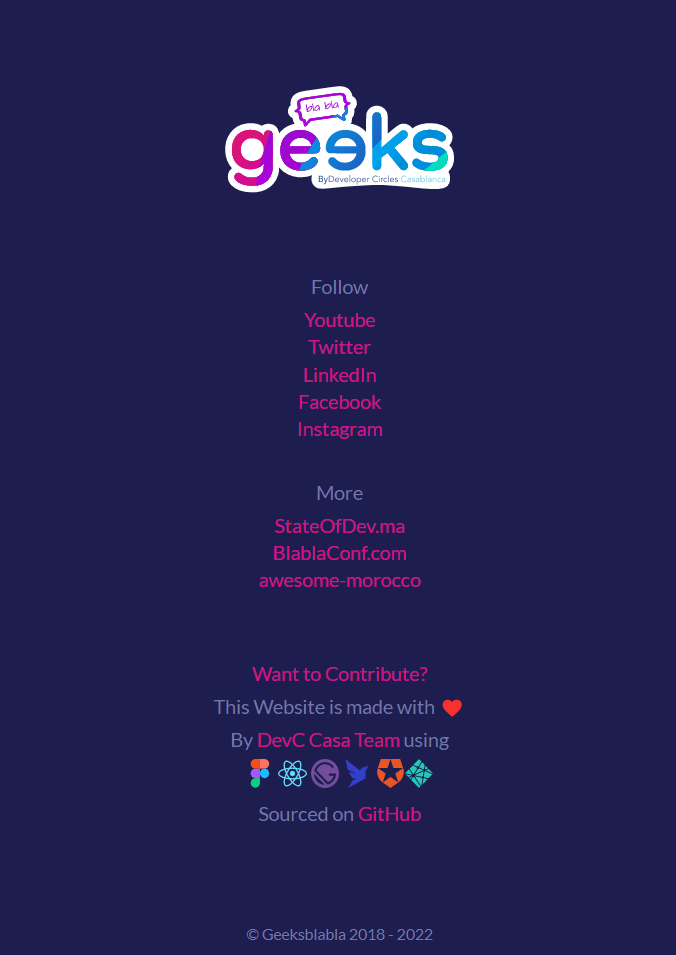 bla bla
geeks
ByDeveloper Circles Casablanca
Follow
Youtube
Twitter
LinkedIn
Facebook
Instagram
More
StateOfDev.ma
BlablaConf.com
awesome-morocco
Want to Contribute?
This Website is made with
By DevC Casa Team using
Sourced on GitHub
© Geeksblabla 2018 - 2022